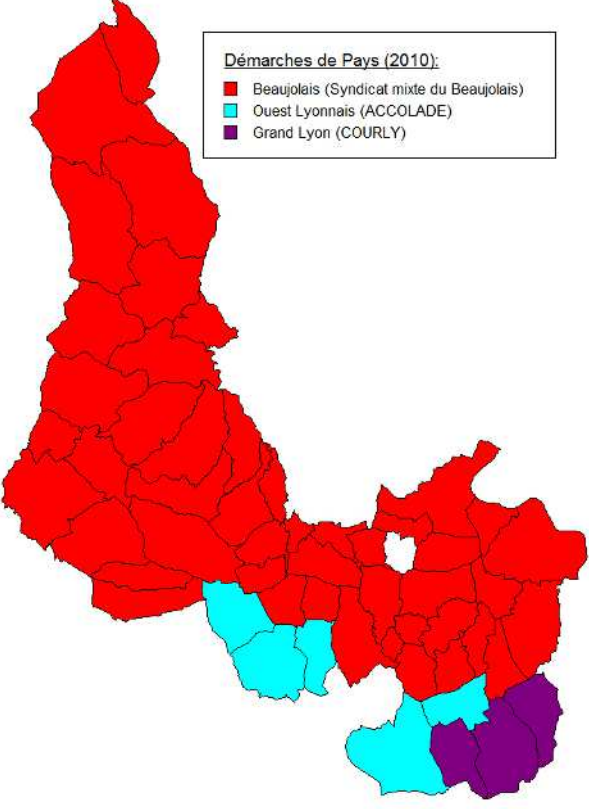 Démarches de Pays (2010):
Beaujolais (Syndicat mixte du Beaujolais)
Ouest Lyonnais (ACCOLADE)
Grand Lyon (COURLY)